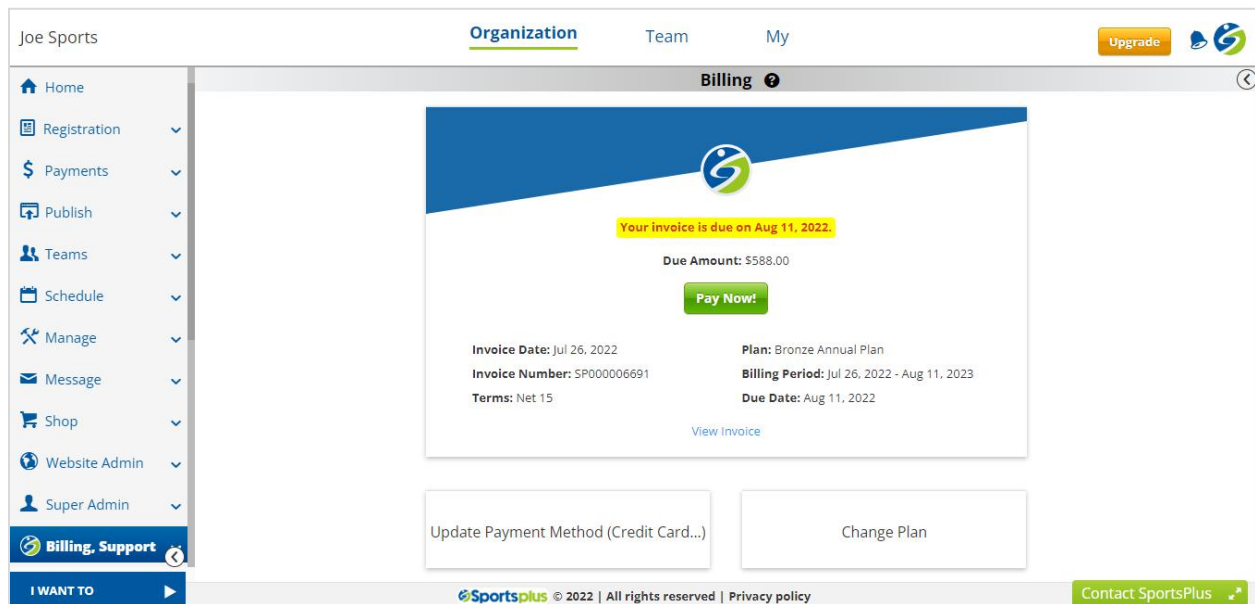 Joe Sports
Organization
Team
My
Upgrade
Billing
Home
Registration
Payments
Publish
Teams
Schedule
Manage
Message
Shop
Website Admin
Super Admin
Billing, Support
I WANT TO
Your invoice is due on Aug 11, 2022.
Due Amount: $588.00
Pay Now!
Invoice Date: Jul 26, 2022
Invoice Number: SP000006691
Terms: Net 15
Plan: Bronze Annual Plan
Billing Period: Jul 26, 2022 - Aug 11, 2023
Due Date: Aug 11, 2022
View Invoice
Update Payment Method (Credit Card...)
Change Plan
Sportsplus © 2022 | All rights reserved | Privacy policy
Contact SportsPlus